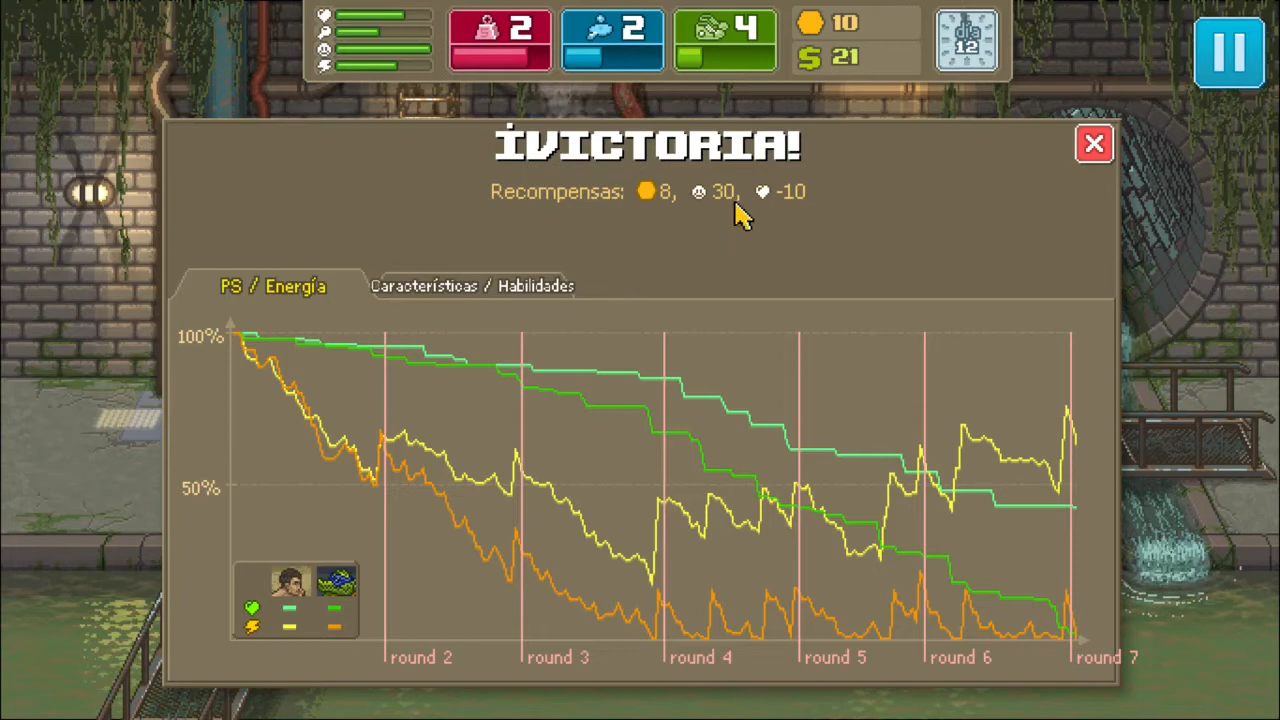 2 2 4 10
día
12
$ 21
¡VICTORIA!
Recompensas: 8, 30, -10
PS / Energía Características / Habilidades
100%
50%
round 2 round 3 round 4 round 5 round 6 round 7